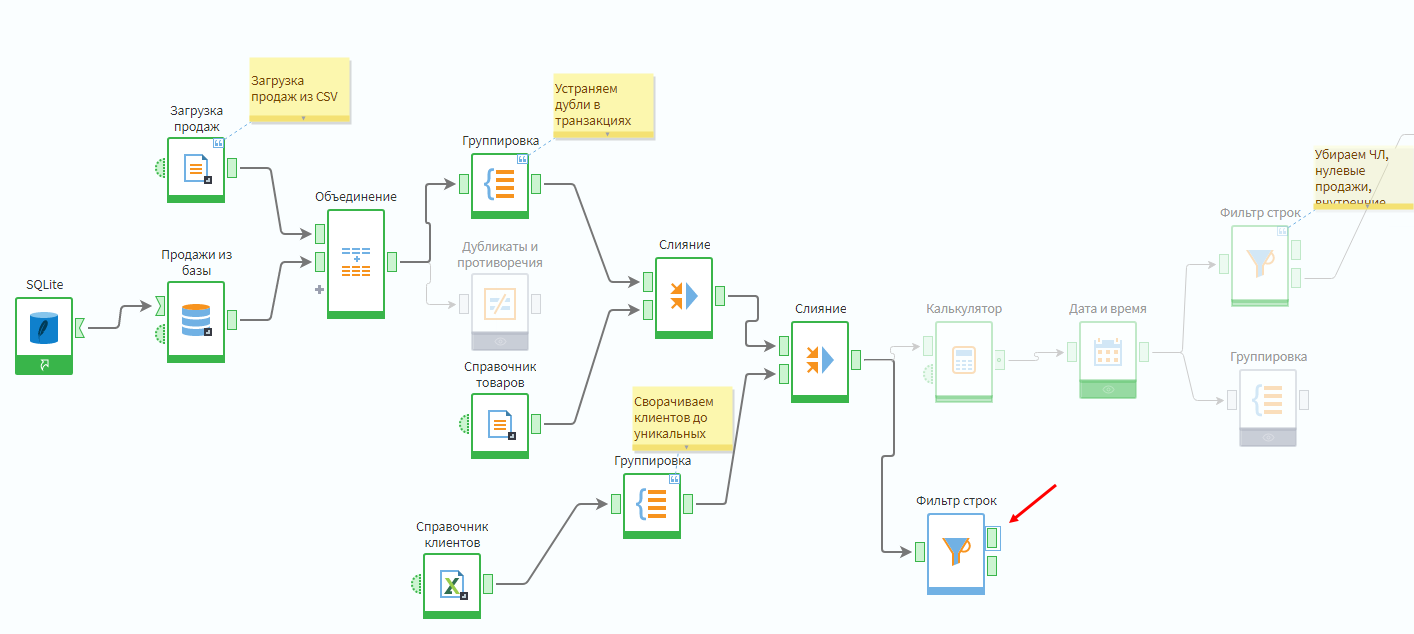 Загрузка
продаж из CSV
Загрузка
продаж
Устраняем
дубли в
транзакциях
Группировка
Убираем ЧЛ,
нулевые
продажи,
внутренние
Объединение
Фильтр строк
Дубликаты и
противоречия
Слияние
Продажи из
базы
SQLite
Слияние
Калькулятор
Дата и время
Группировка
Справочник
товаров
Сворачиваем
клиентов до
уникальных
Группировка
Фильтр строк
Справочник
клиентов